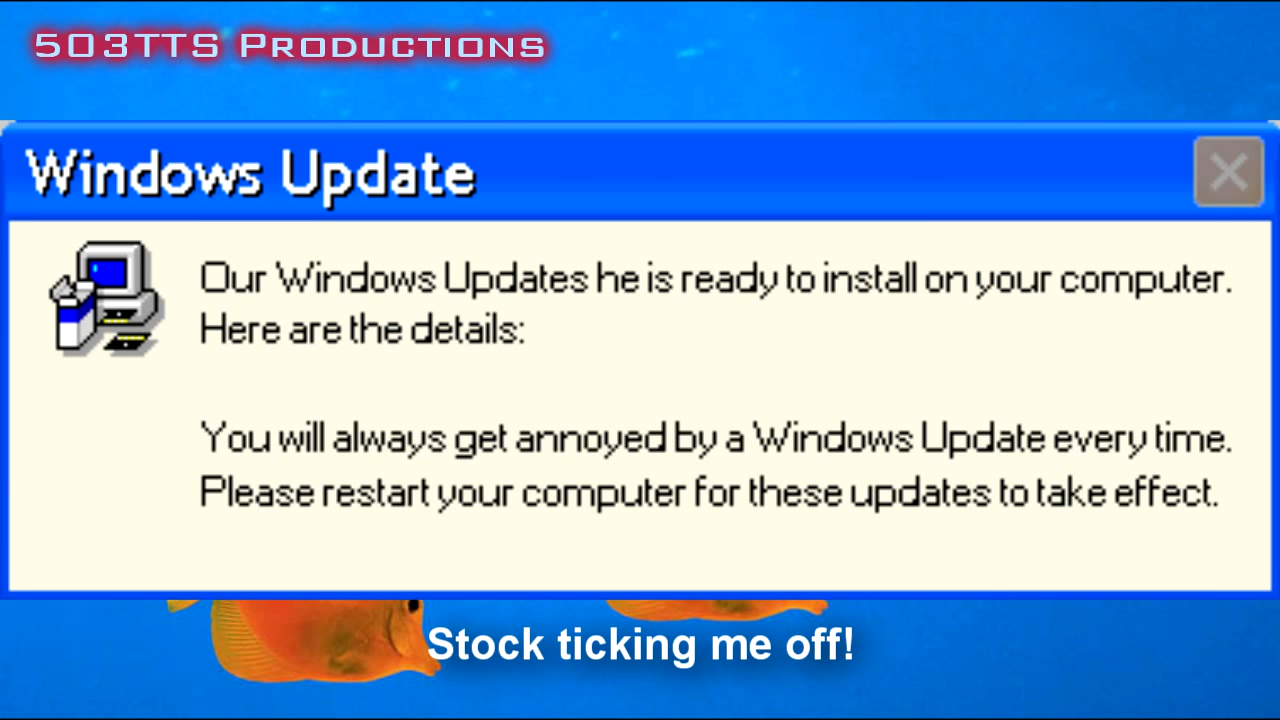 503TTS Productions
Windows Update
Our Windows Updates he is ready to install on your computer.
Here are the details:
You will always get annoyed by a Windows Update every time.
Please restart your computer for these updates to take effect.
Stock ticking me off!